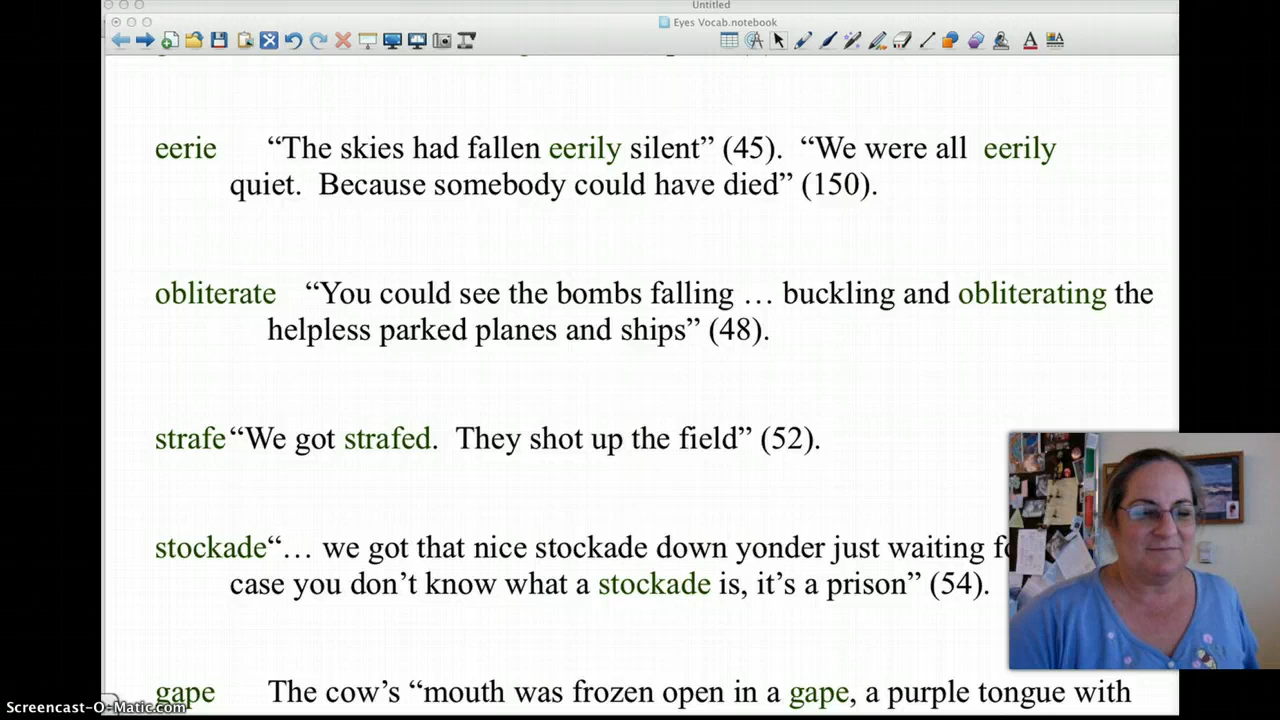 Untitled
Eyes Vocab.notebook
eerie “The skies had fallen eerily silent” (45). “We were all eerily
quiet. Because somebody could have died” (150).
obliterate “You could see the bombs falling … buckling and obliterating the
helpless parked planes and ships” (48).
strafe “We got strafed. They shot up the field” (52).
stockade “… we got that nice stockade down yonder just waiting
case you don’t know what a stockade is, it’s a prison” (54).
gape The cow’s “mouth was frozen open in a gape, a purple tongue with
Screencast-O-Matic.com